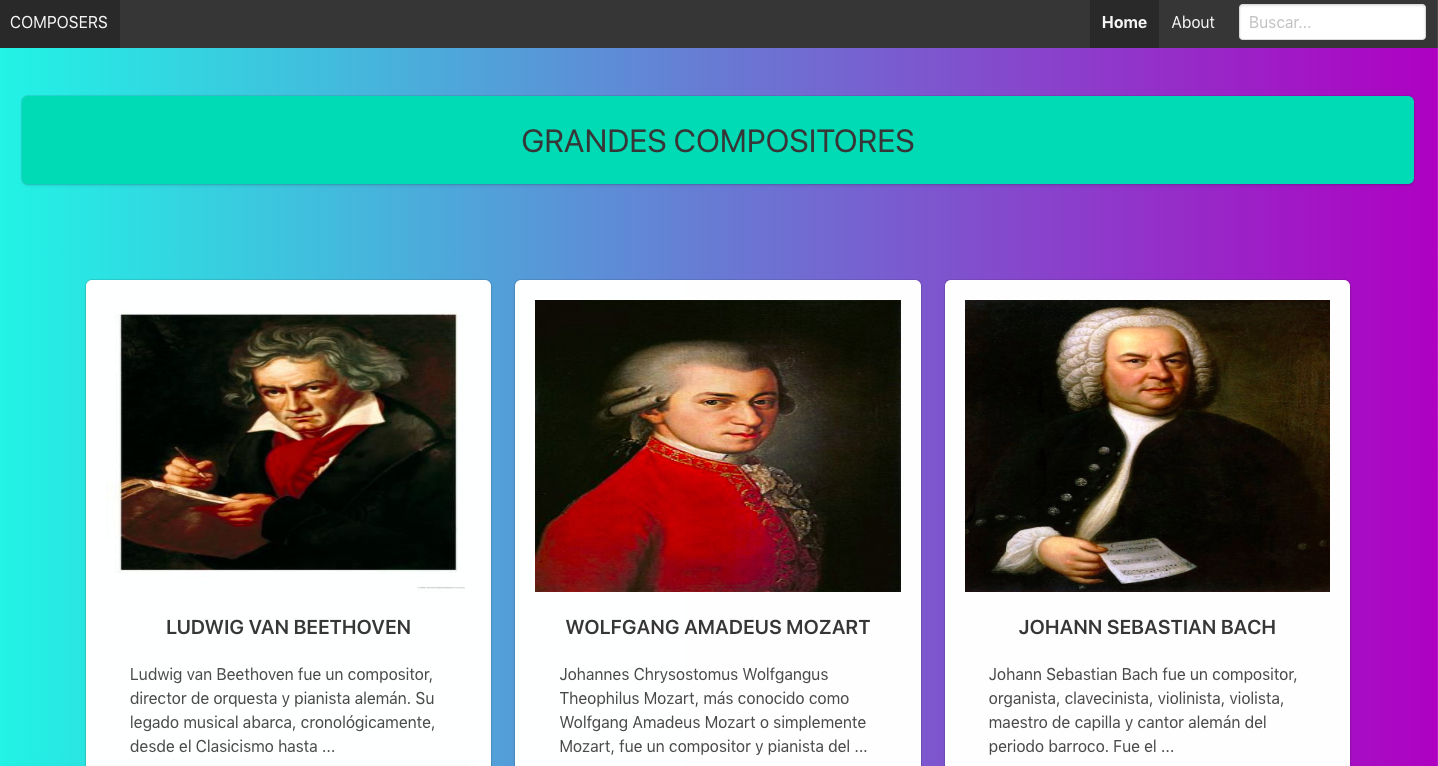 COMPOSERS
Home
About
Buscar...
GRANDES COMPOSITORES
LUDWIG VAN BEETHOVEN
Ludwig van Beethoven fue un compositor,
director de orquesta y pianista alemán. Su
legado musical abarca, cronológicamente,
desde el Clasicismo hasta ...
WOLFGANG AMADEUS MOZART
Johannes Chrysostomus Wolfgangus
Theophilus Mozart, más conocido como
Wolfgang Amadeus Mozart o simplemente
Mozart, fue un compositor y pianista del ...
JOHANN SEBASTIAN BACH
Johann Sebastian Bach fue un compositor,
organista, clavecinista, violinista, violista,
maestro de capilla y cantor alemán del
periodo barroco. Fue el ...